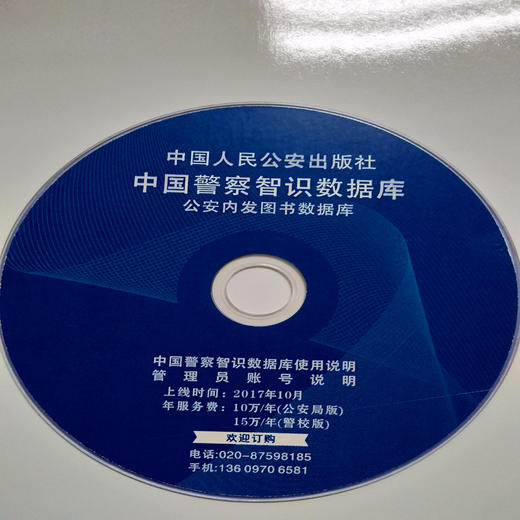 中国人民公安出版社
中国警察智识数据库
公安内发图书数据库
中国警察智识数据库使用说明
管理员账号说明
上线时间：2017年10月
年服务费：10万/年(公安局版)
15万/年(警校版)
欢迎订购
电话:020-87598185
手机:136 0970 6581